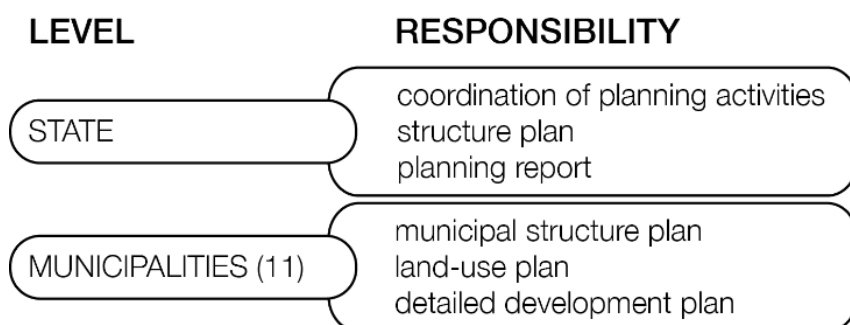 LEVEL RESPONSIBILITY
STATE
coordination of planning activities
structure plan
planning report
MUNICIPALITIES (11)
municipal structure plan
land-use plan
detailed development plan